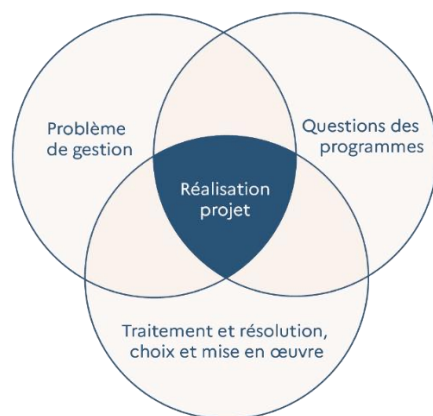 Problème
de gestion
Questions des
programmes
Réalisation
projet
Traitement et résolution,
choix et mise en œuvre